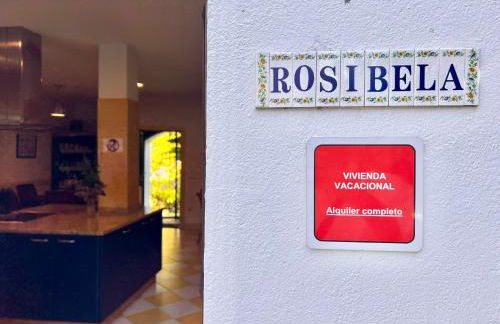 ROSIBELA
VIVIENDA
VACACIONAL
Alquiler completo